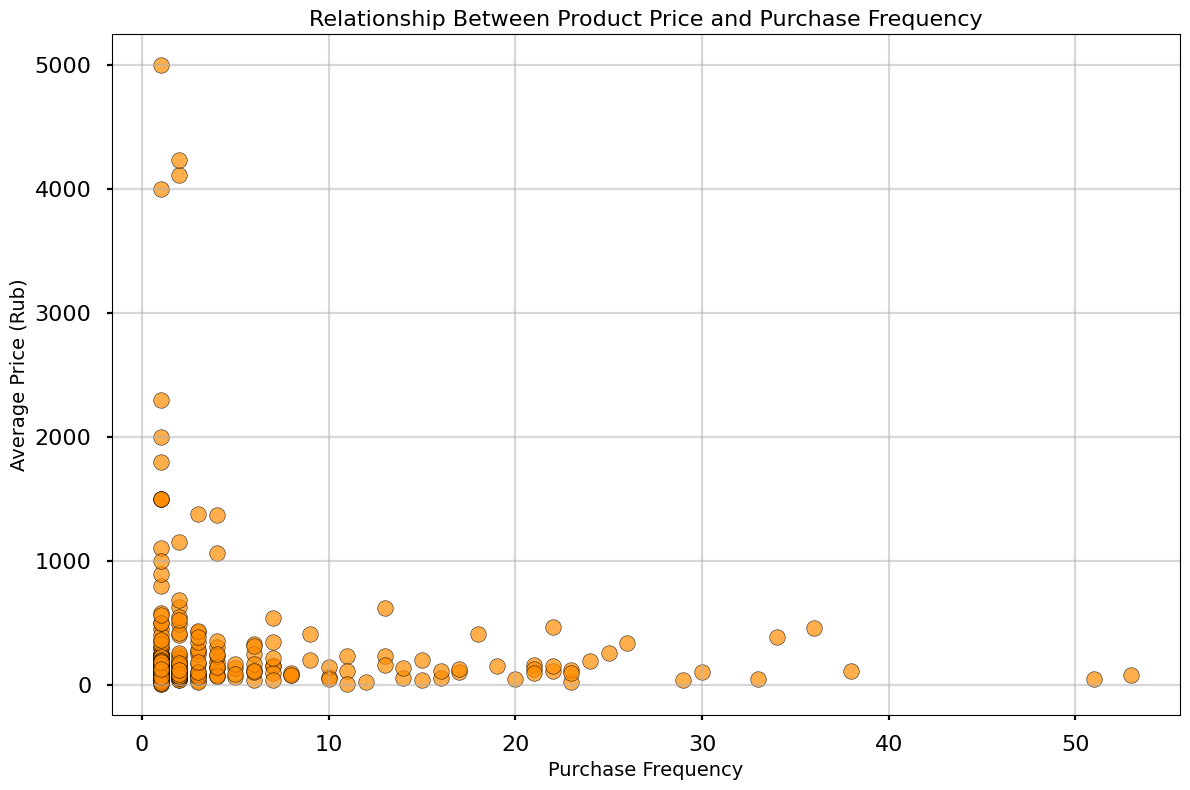 Relationship Between Product Price and Purchase Frequency
Average Price (Rub)
5000
4000
3000
2000
1000
0
0 10 20 30 40 50
Purchase Frequency